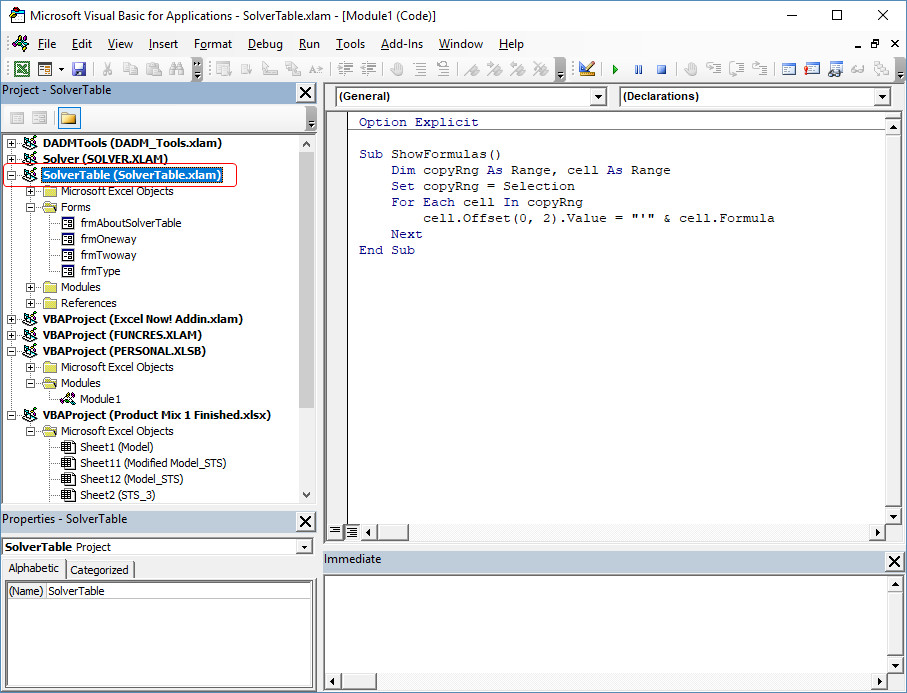 Microsoft Visual Basic for Applications - SolverTable.xlam - [Module1 (Code)]
File Edit View Insert Format Debug Run Tools Add-Ins Window Help
Project - SolverTable
DADMTools (DADM_Tools.xlam)
Solver (SOLVER.XLAM)
SolverTable (SolverTable.xlam)
Microsoft Excel Objects
Forms
frmAboutSolverTable
frmOneway
frmTwoway
frmType
Modules
References
VBAProject (Excel Now! Addin.xlam)
VBAProject (FUNCRES.XLAM)
VBAProject (PERSONAL.XLSB)
Microsoft Excel Objects
Modules
Module1
VBAProject (Product Mix 1 Finished.xlsx)
Microsoft Excel Objects
Sheet1 (Model)
Sheet11 (Modified Model_STS)
Sheet12 (Model_STS)
Sheet2 (STS_3)
Properties - SolverTable
SolverTable Project
Alphabetic Categorized
(Name) SolverTable
(General) (Declarations)
Option Explicit
Sub ShowFormulas()
Dim copyRng As Range, cell As Range
Set copyRng = Selection
For Each cell In copyRng
cell.Offset(0, 2).Value = "'" & cell.Formula
Next
End Sub
Immediate